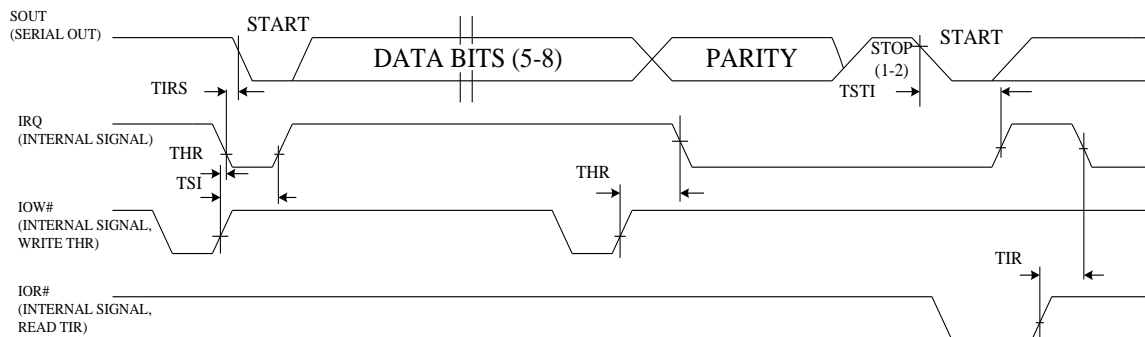 SOUT
(SERIAL OUT)
START
DATA BITS (5-8)
PARITY
STOP
(1-2)
START
TIRS
TSTI
IRQ
(INTERNAL SIGNAL)
THR
TSI
THR
IOW#
(INTERNAL SIGNAL,
WRITE THR)
TIR
IOR#
(INTERNAL SIGNAL,
READ TIR)